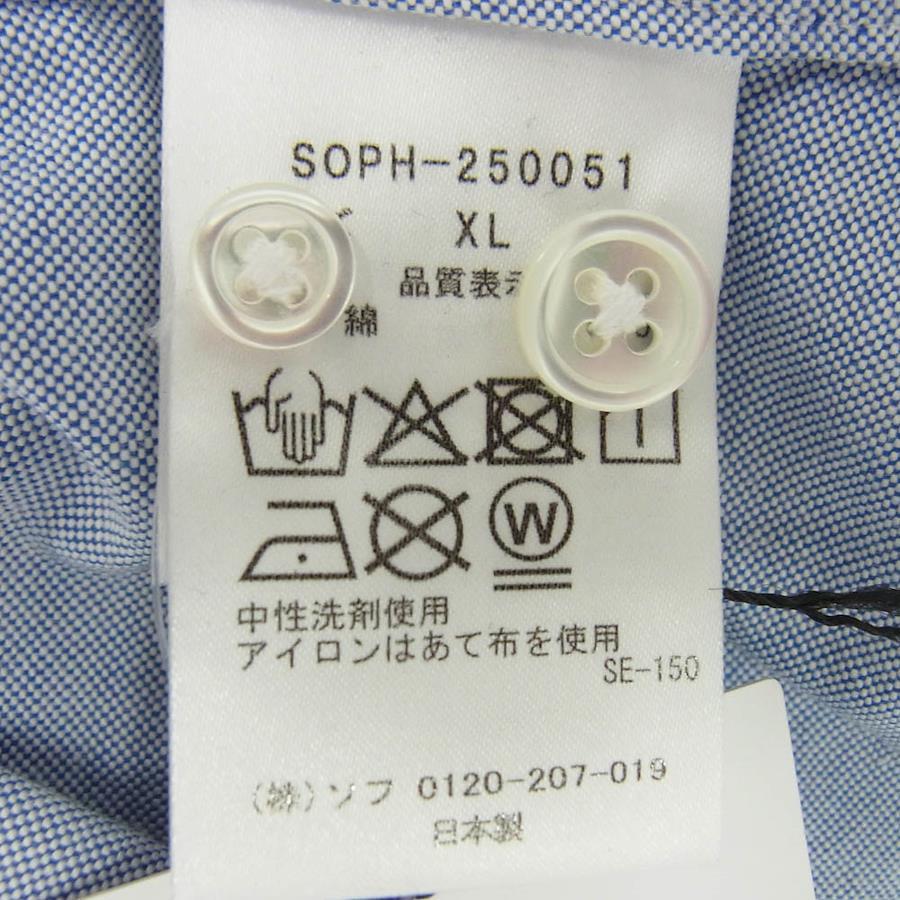 SOPH-250051
XL
品質表
綿
W
中性洗剤使用
アイロンはあて布を使用
SE-150
(株)ソフ 0120-207-019
日本製